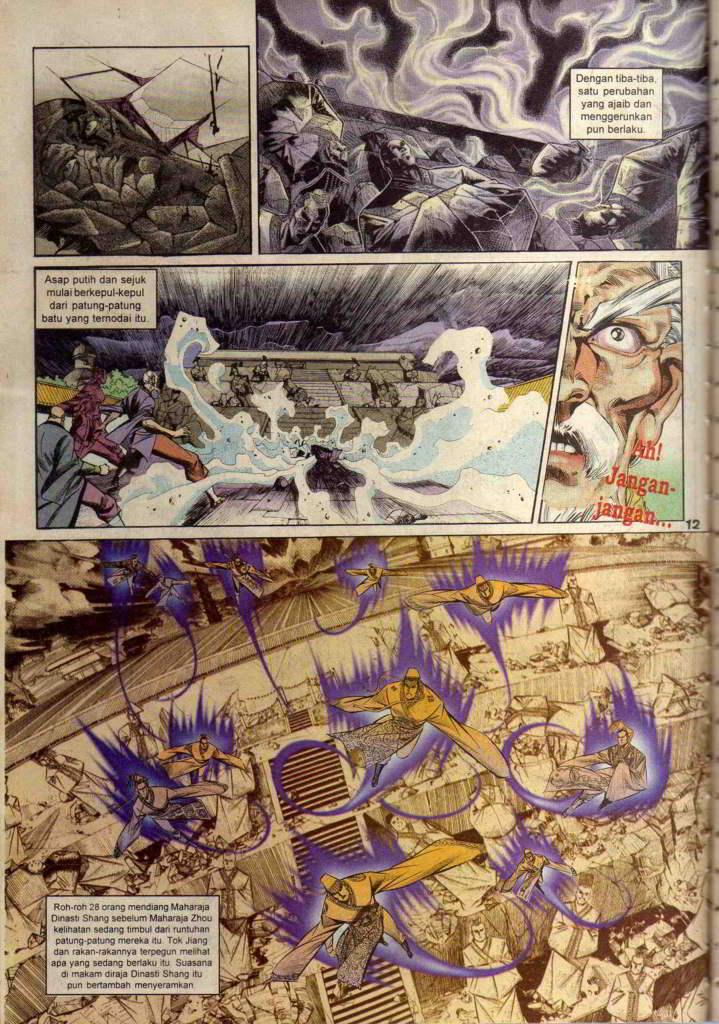 Dengan tiba-tiba,
satu perubahan
yang ajaib dan
menggerunkan
pun berlaku.
Asap putih dan sejuk
mulai berkepul-kepul
dari patung-patung
batu yang ternodai itu.
Ah!
Jangan-
jangan...
12
Roh-roh 28 orang mendiang Maharaja
Dinasti Shang sebelum Maharaja Zhou
kelihatan sedang timbul dari runtuhan
patung-patung mereka itu. Tok Jiang
dan rakan-rakannya terpegun melihat
apa yang sedang berlaku itu. Suasana
di makam diraja Dinasti Shang itu
pun bertambah menyeramkan.